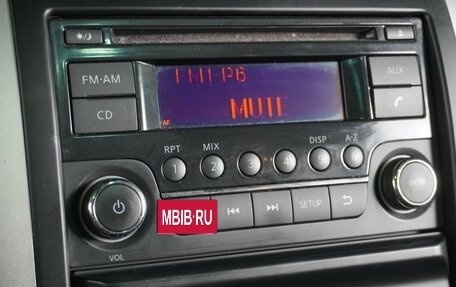 FM·AM
CD
FM1-P6
MUTE
AF
AUX
RPT
MIX
DISP
A-Z
1
2
3
4
5
6
ENTER
MBIB.RU
SETUP
VOL